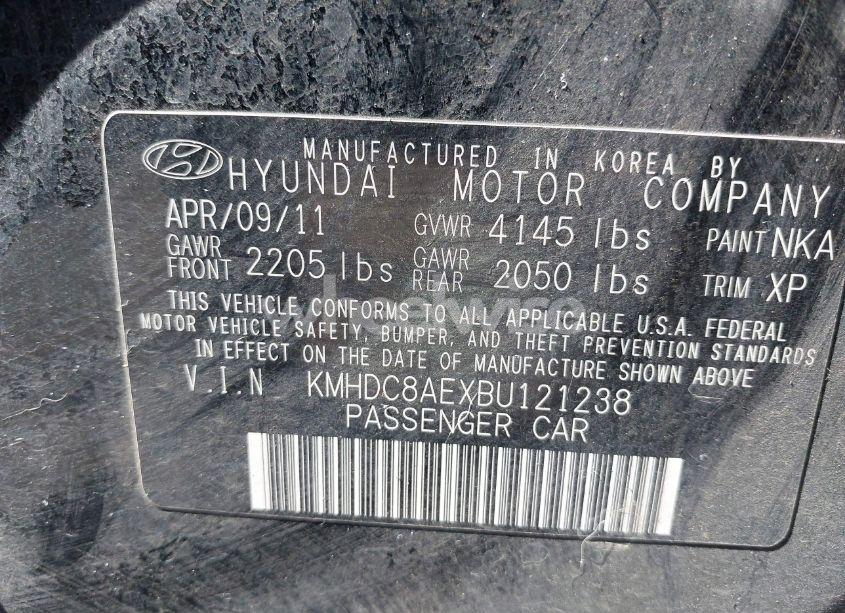 MANUFACTURED IN KOREA BY
HYUNDAI MOTOR COMPANY
APR/09/11 GVWR 4145 lbs PAINT NKA
GAWR FRONT 2205 lbs GAWR REAR 2050 lbs TRIM XP
THIS VEHICLE CONFORMS TO ALL APPLICABLE U.S.A. FEDERAL
MOTOR VEHICLE SAFETY, BUMPER, AND THEFT PREVENTION STANDARDS
IN EFFECT ON THE DATE OF MANUFACTURE SHOWN ABOVE
V.I.N KMHDC8AEXBU121238
PASSENGER CAR